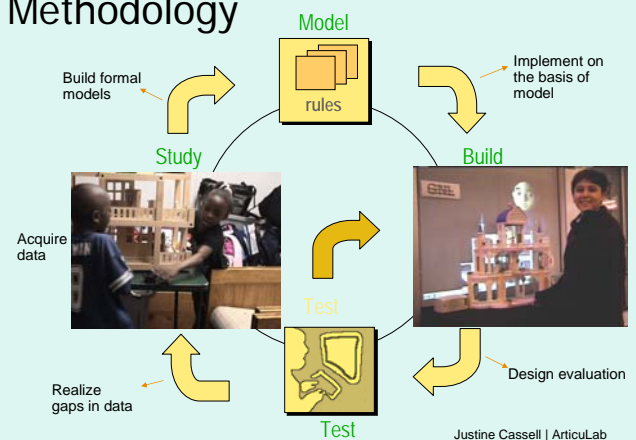 Methodology
Model
Build formal
models
Implement on
the basis of
model
rules
Study
Build
Acquire
data
Test
Design evaluation
Realize
gaps in data
Test
Justine Cassell | ArticuLab